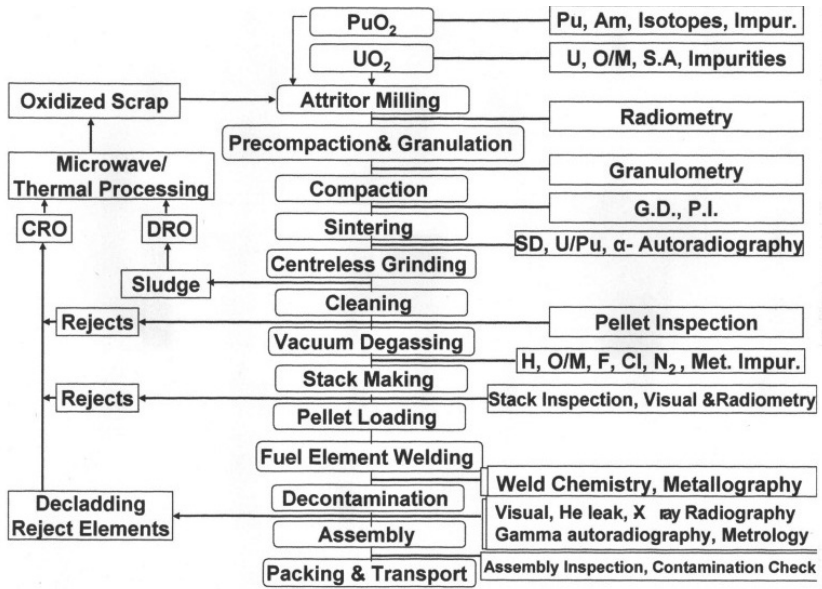 PuO₂
Pu, Am, Isotopes, Impur.
UO₂
U, O/M, S.A, Impurities
Oxidized Scrap
Attritor Milling
Radiometry
Precompaction& Granulation
Microwave/
Thermal Processing
Granulometry
Compaction
G.D., P.I.
CRO
DRO
Sintering
SD, U/Pu, α- Autoradiography
Centreless Grinding
Sludge
Cleaning
Rejects
Pellet Inspection
Vacuum Degassing
H, O/M, F, Cl, N₂, Met. Impur.
Stack Making
Rejects
Stack Inspection, Visual &Radiometry
Pellet Loading
Fuel Element Welding
Weld Chemistry, Metallography
Decladding
Reject Elements
Decontamination
Visual, He leak, X ray Radiography
Gamma autoradiography, Metrology
Assembly
Assembly Inspection, Contamination Check
Packing & Transport